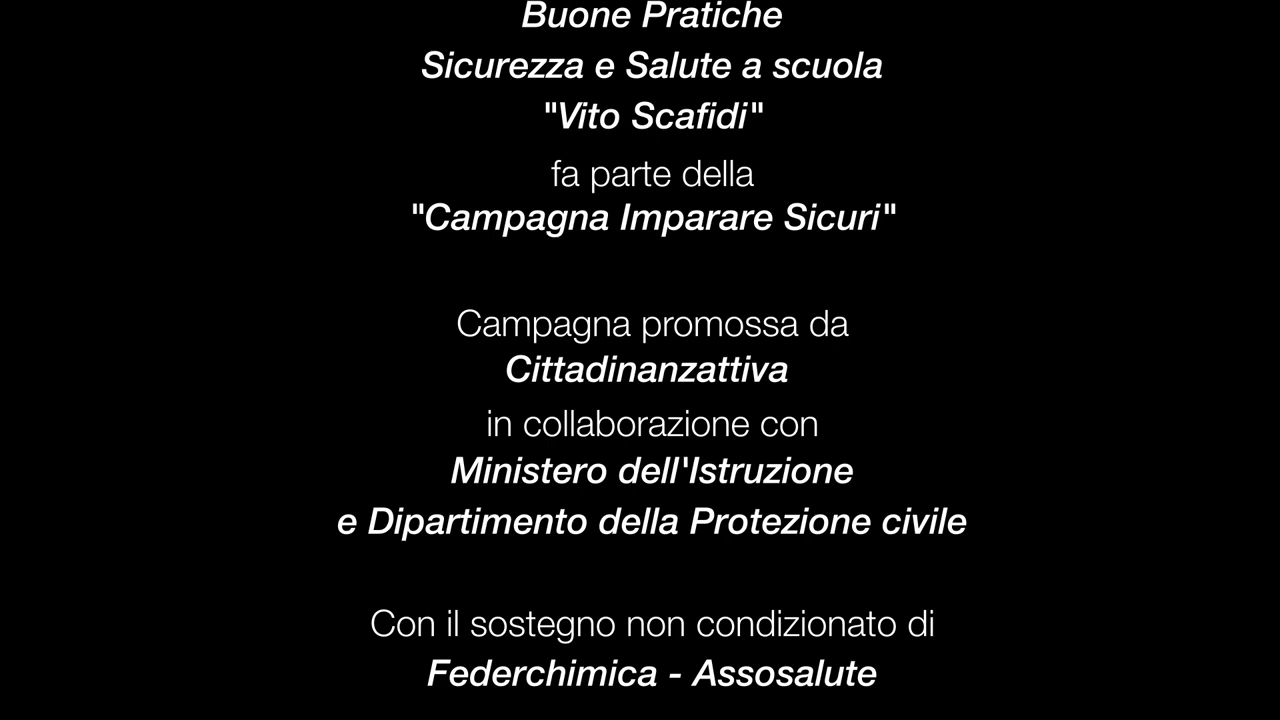 Buone Pratiche
Sicurezza e Salute a scuola
"Vito Scafidi"
fa parte della
"Campagna Imparare Sicuri"
Campagna promossa da
Cittadinanzattiva
in collaborazione con
Ministero dell'Istruzione
e Dipartimento della Protezione civile
Con il sostegno non condizionato di
Federchimica - Assosalute